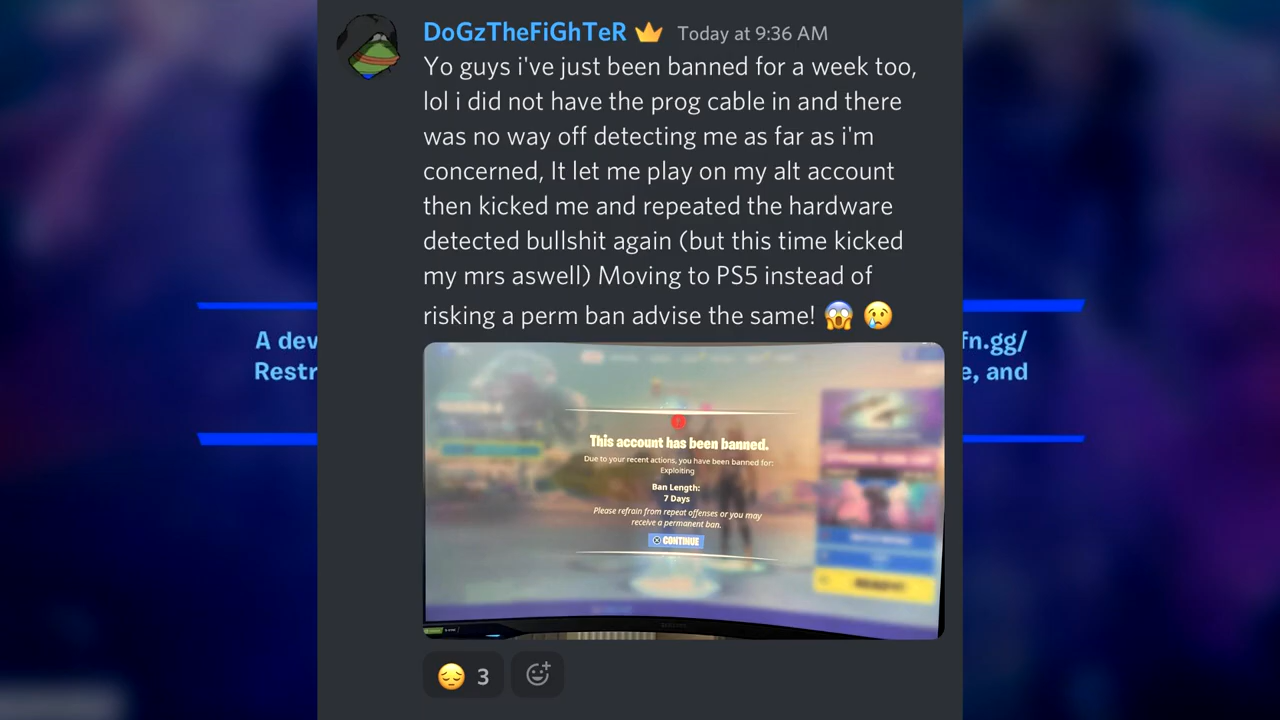 DoGzTheFiGhTeR Today at 9:36 AM
Yo guys i've just been banned for a week too,
lol i did not have the prog cable in and there
was no way off detecting me as far as i'm
concerned, It let me play on my alt account
then kicked me and repeated the hardware
detected bullshit again (but this time kicked
my mrs aswell) Moving to PS5 instead of
risking a perm ban advise the same! 😱 😢
A dev
fn.gg/
Restr
e, and
This account has been banned.
Due to your recent actions, you have been banned for:
Exploiting
Ban Length:
7 Days
Please refrain from repeat offenses or you may
receive a permanent ban.
CONTINUE
SAMSUNG
😔 3